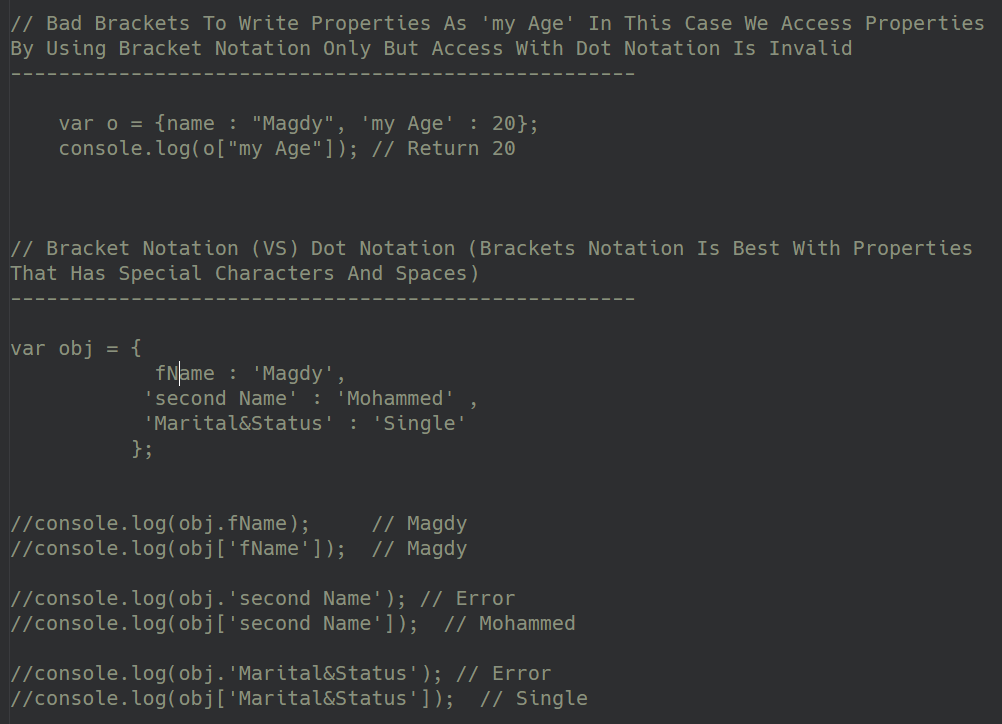 // Bad Brackets To Write Properties As 'my Age' In This Case We Access Properties
By Using Bracket Notation Only But Access With Dot Notation Is Invalid
----------------------------------------------------
var o = {name : "Magdy", 'my Age' : 20};
console.log(o["my Age"]); // Return 20
// Bracket Notation (VS) Dot Notation (Brackets Notation Is Best With Properties
That Has Special Characters And Spaces)
----------------------------------------------------
var obj = {
fName : 'Magdy',
'second Name' : 'Mohammed' ,
'Marital&Status' : 'Single'
};
//console.log(obj.fName);     // Magdy
//console.log(obj['fName']);  // Magdy
//console.log(obj.'second Name'); // Error
//console.log(obj['second Name']);  // Mohammed
//console.log(obj.'Marital&Status'); // Error
//console.log(obj['Marital&Status']);  // Single